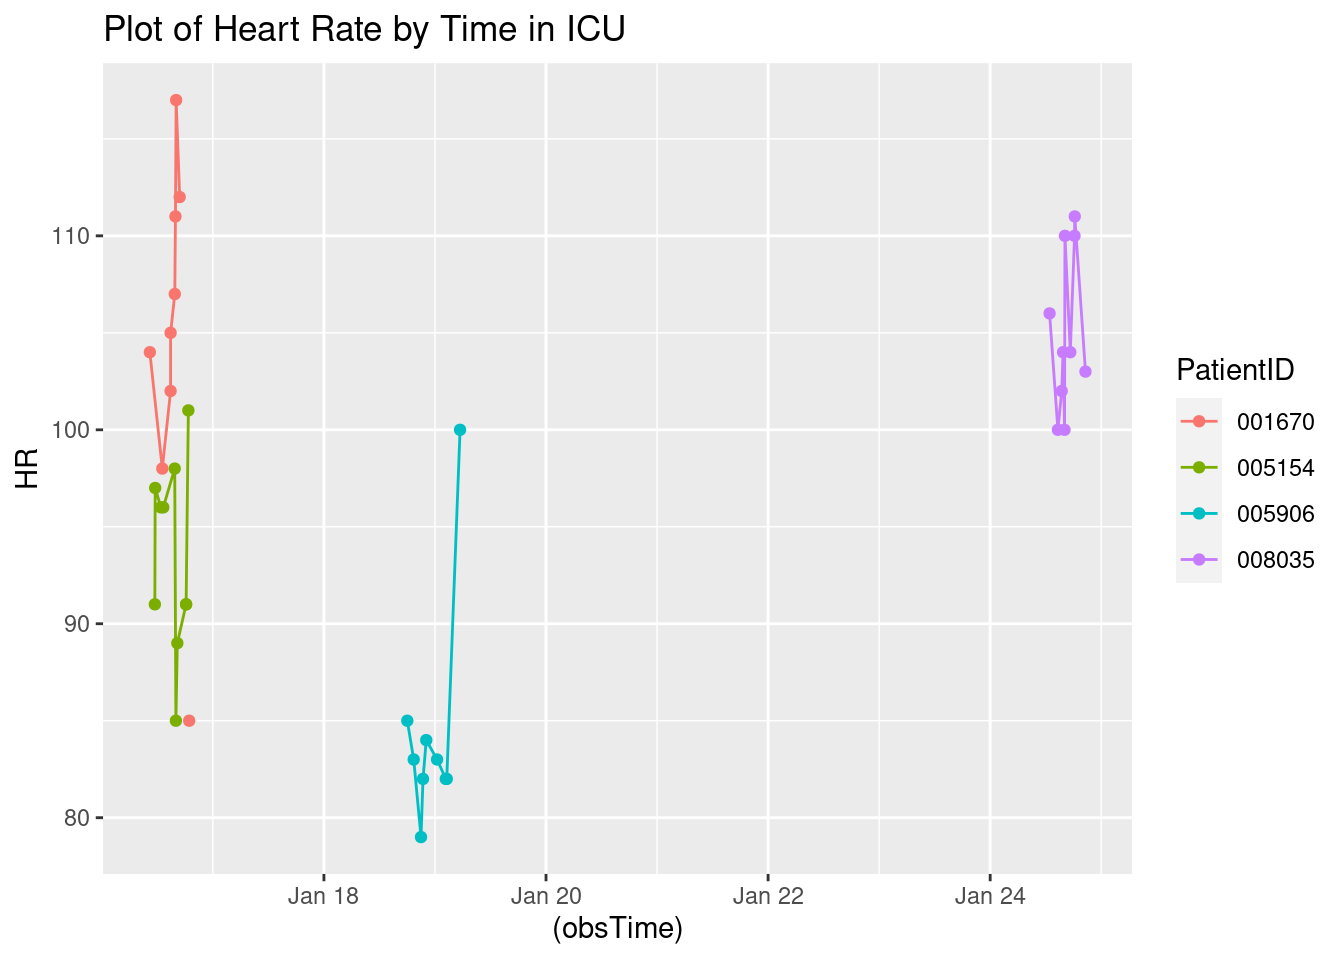 Plot of Heart Rate by Time in ICU
HR
110
100
90
80
Jan 18
Jan 20
Jan 22
Jan 24
(obsTime)
PatientID
001670
005154
005906
008035